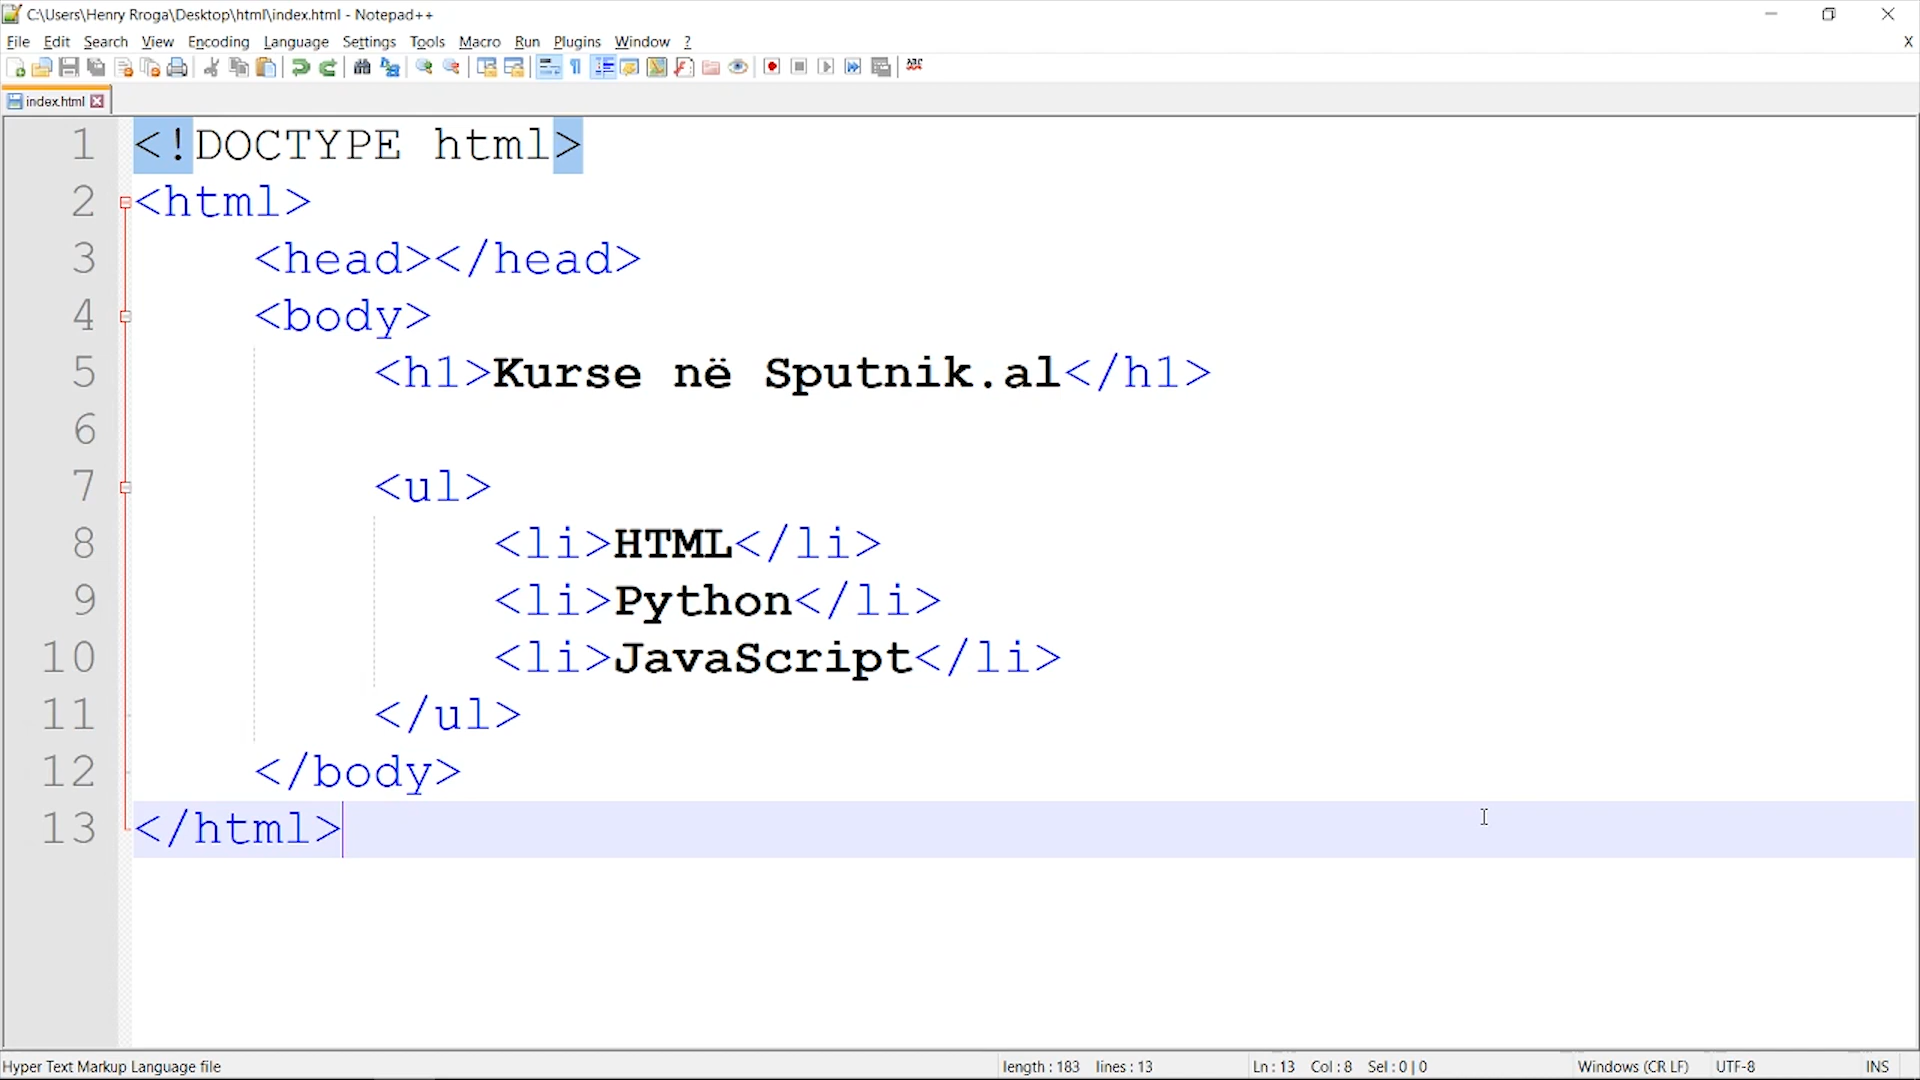 C:\Users\Henry Rroga\Desktop\html\index.html - Notepad++
File Edit Search View Encoding Language Settings Tools Macro Run Plugins Window ? X
index.html
1 <!DOCTYPE html>
2 <html>
3 <head></head>
4 <body>
5 <h1>Kurse në Sputnik.al</h1>
6
7 <ul>
8 <li>HTML</li>
9 <li>Python</li>
10 <li>JavaScript</li>
11 </ul>
12 </body>
13 </html>
Hyper Text Markup Language file length : 183 lines : 13 Ln : 13 Col : 8 Sel : 0 | 0 Windows (CR LF) UTF-8 INS